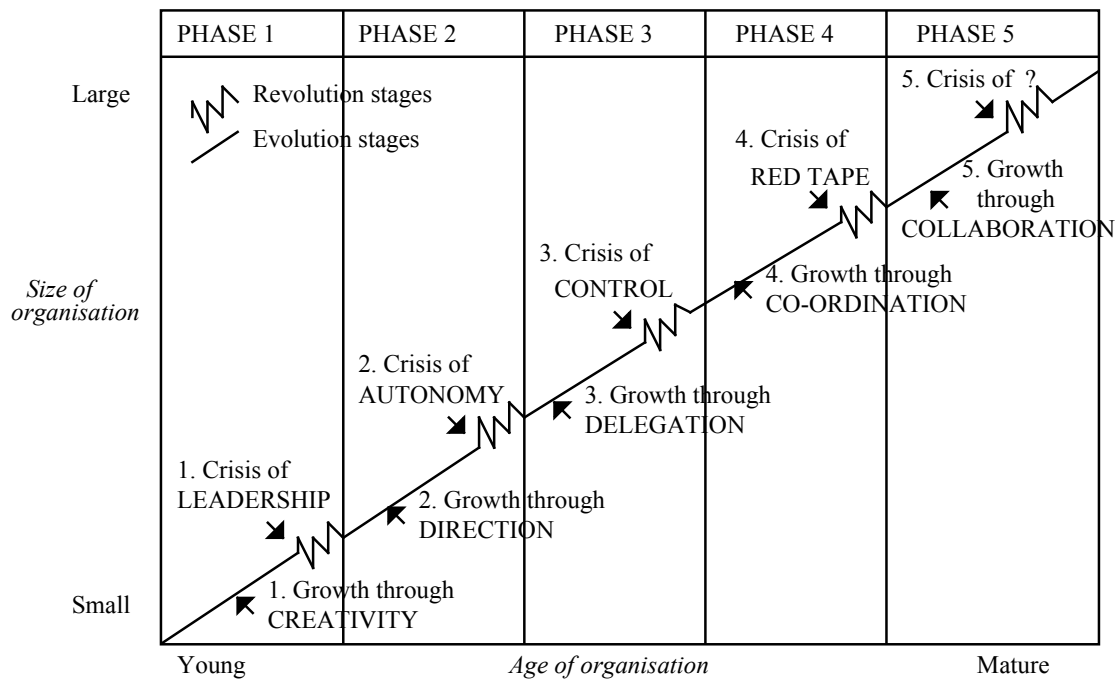 PHASE 1
PHASE 2
PHASE 3
PHASE 4
PHASE 5
Large
Revolution stages
Evolution stages
5. Crisis of ?
4. Crisis of
RED TAPE
5. Growth
through
COLLABORATION
3. Crisis of
CONTROL
4. Growth through
CO-ORDINATION
Size of
organisation
2. Crisis of
AUTONOMY
3. Growth through
DELEGATION
1. Crisis of
LEADERSHIP
2. Growth through
DIRECTION
1. Growth through
CREATIVITY
Small
Young
Age of organisation
Mature